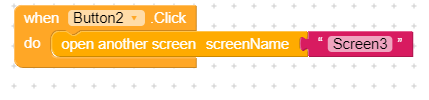 when Button2 .Click
do open another screen screenName “ Screen3 ”